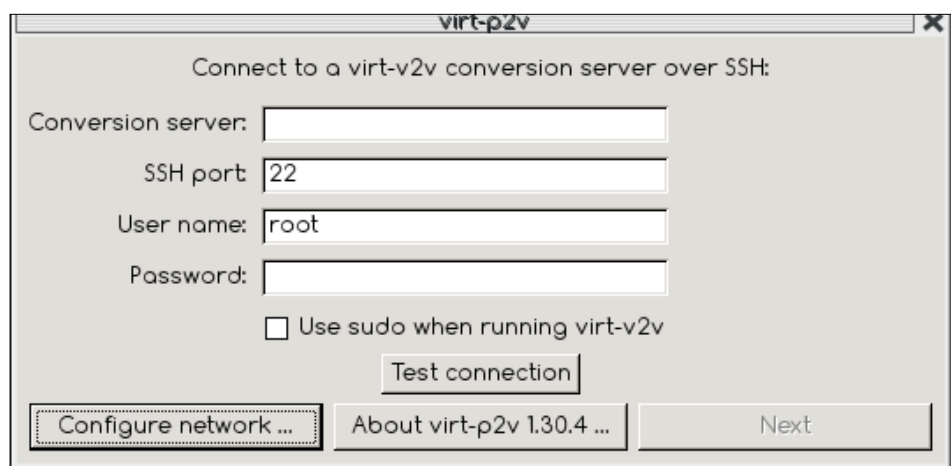 virt-p2v
Connect to a virt-v2v conversion server over SSH:
Conversion server:
SSH port: 22
User name: root
Password:
Use sudo when running virt-v2v
Test connection
Configure network ... About virt-p2v 1.30.4 ... Next